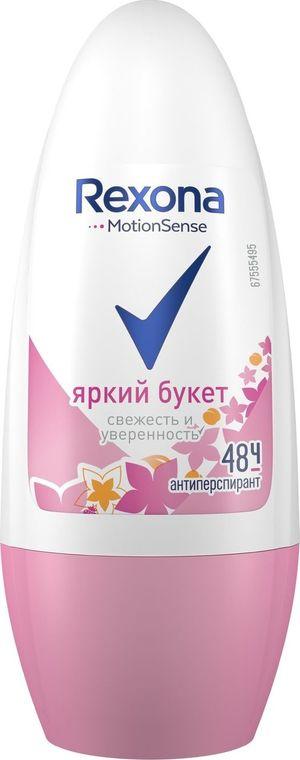 Rexona
MotionSense
67555495
яркий букет
свежесть и
уверенность
48ч
антиперспирант